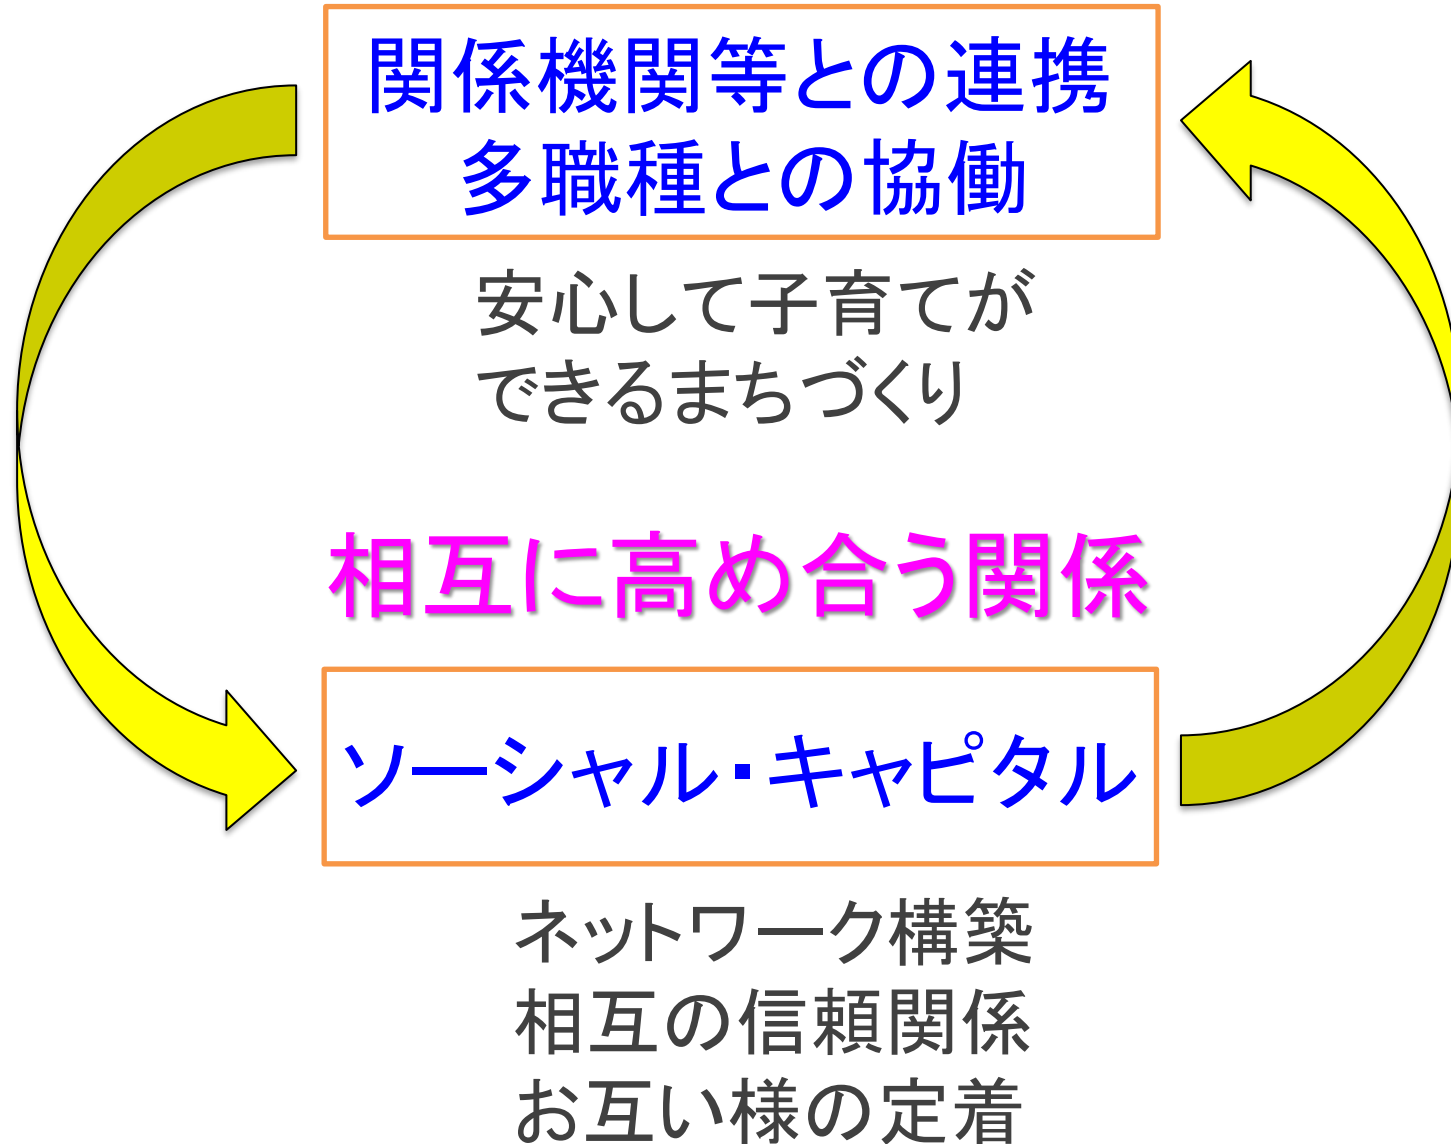 関係機関等との連携
多職種との協働
安心して子育てが
できるまちづくり
相互に高め合う関係
ソーシャル・キャピタル
ネットワーク構築
相互の信頼関係
お互い様の定着